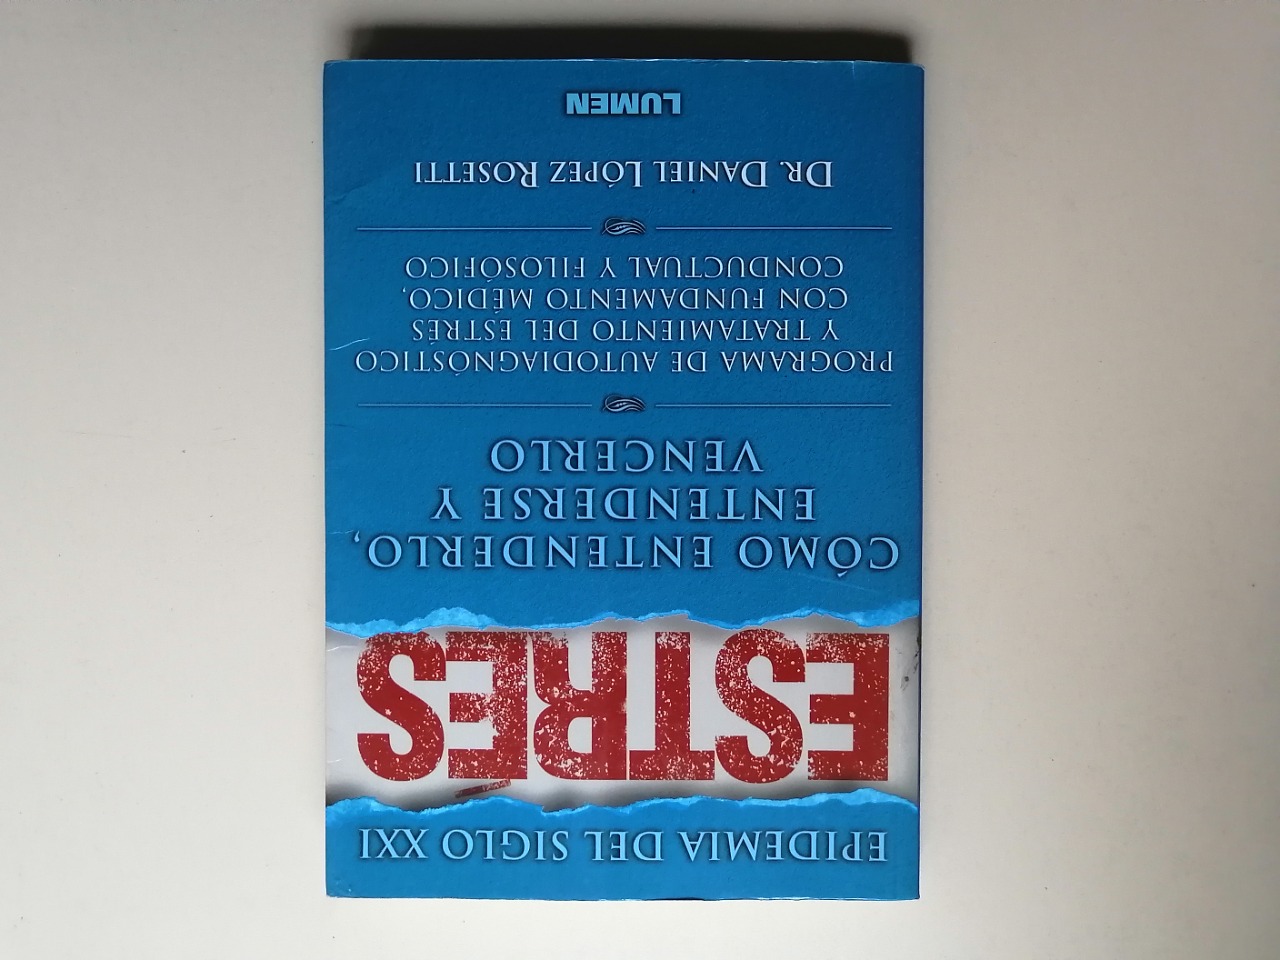 EPIDEMIA DEL SIGLO XXI
ESTRÉS
CÓMO ENTENDERLO,
ENTENDERSE Y
VENCERLO
PROGRAMA DE AUTODIAGNÓSTICO
Y TRATAMIENTO DEL ESTRÉS
CON FUNDAMENTO MÉDICO,
CONDUCTUAL Y FILOSÓFICO
DR. DANIEL LÓPEZ ROSETTI
LUMEN